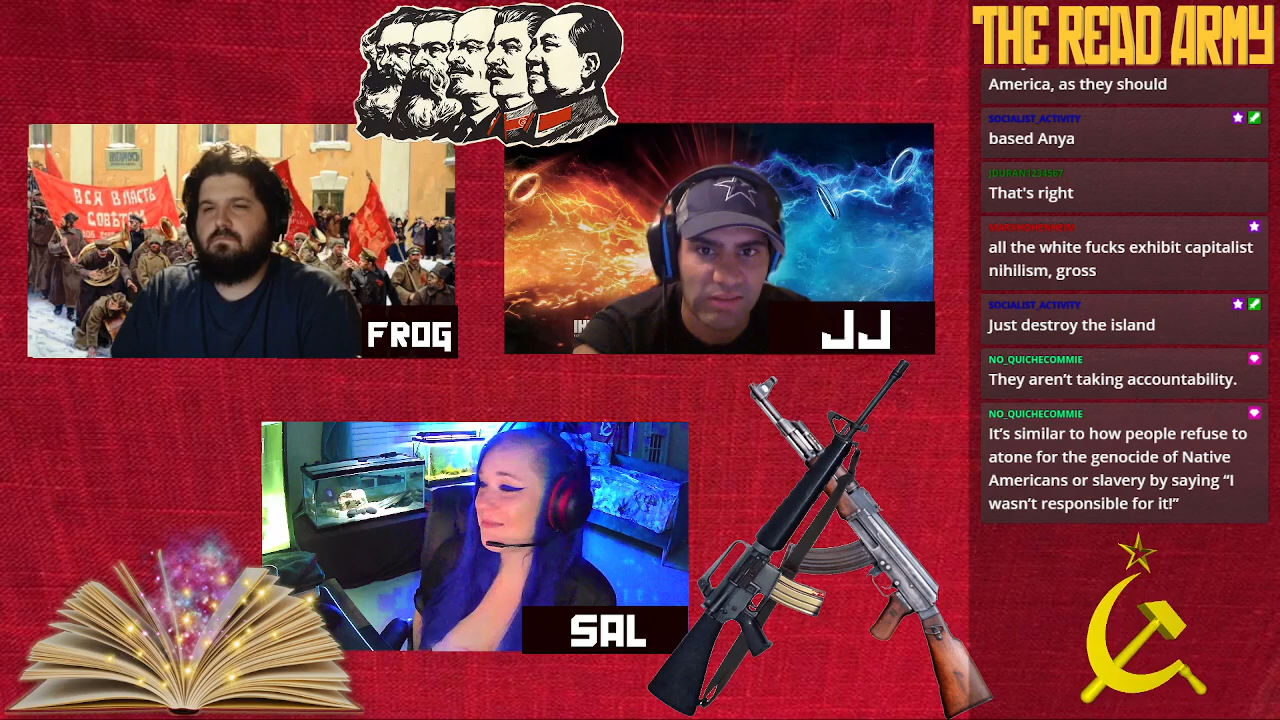 THE READ ARMY
America, as they should
SOCIALIST_ACTIVITY
based Anya
JDURAN1234567
That's right
all the white fucks exhibit capitalist
nihilism, gross
SOCIALIST_ACTIVITY
Just destroy the island
NO_QUICHECOMMIE
They aren't taking accountability.
NO_QUICHECOMMIE
It's similar to how people refuse to
atone for the genocide of Native
Americans or slavery by saying “I
wasn't responsible for it!”
ВСЯ ВЛАСТЬ
СОВѢТАМ
FROG
JJ
SAL